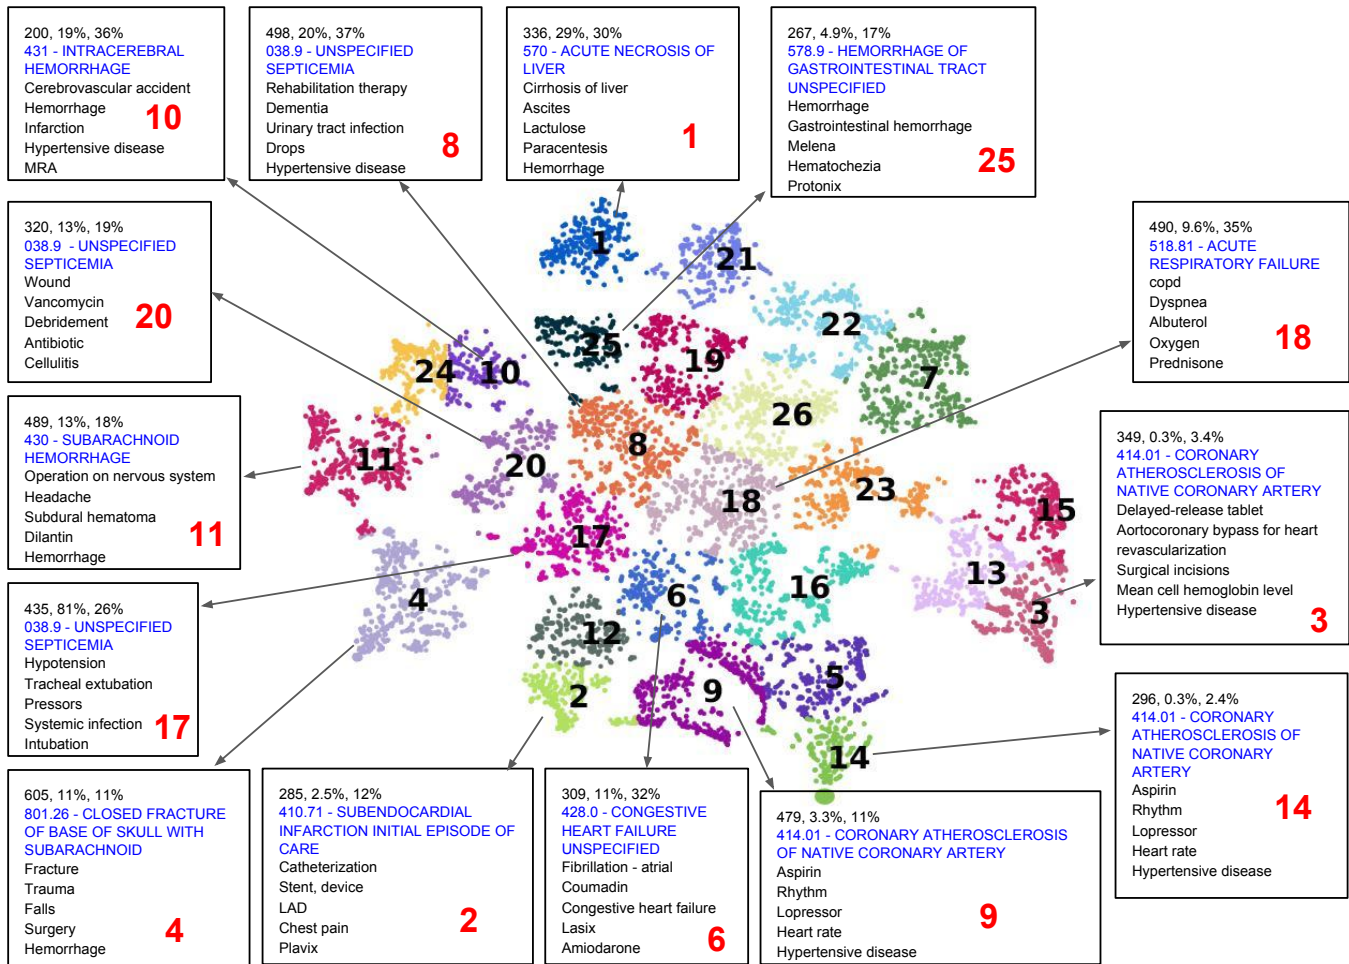 200, 19%, 36%
431 - INTRACEREBRAL
HEMORRHAGE
Cerebrovascular accident
Hemorrhage
Infarction
Hypertensive disease
MRA
10
498, 20%, 37%
038.9 - UNSPECIFIED
SEPTICEMIA
Rehabilitation therapy
Dementia
Urinary tract infection
Drops
Hypertensive disease
8
336, 29%, 30%
570 - ACUTE NECROSIS OF
LIVER
Cirrhosis of liver
Ascites
Lactulose
Paracentesis
Hemorrhage
1
267, 4.9%, 17%
578.9 - HEMORRHAGE OF
GASTROINTESTINAL TRACT
UNSPECIFIED
Hemorrhage
Gastrointestinal hemorrhage
Melena
Hematochezia
Protonix
25
320, 13%, 19%
038.9 - UNSPECIFIED
SEPTICEMIA
Wound
Vancomycin
Debridement
Antibiotic
Cellulitis
20
490, 9.6%, 35%
518.81 - ACUTE
RESPIRATORY FAILURE
copd
Dyspnea
Albuterol
Oxygen
Prednisone
18
489, 13%, 18%
430 - SUBARACHNOID
HEMORRHAGE
Operation on nervous system
Headache
Subdural hematoma
Dilantin
Hemorrhage
11
349, 0.3%, 3.4%
414.01 - CORONARY
ATHEROSCLEROSIS OF
NATIVE CORONARY ARTERY
Delayed-release tablet
Aortocoronary bypass for heart
revascularization
Surgical incisions
Mean cell hemoglobin level
Hypertensive disease
3
435, 81%, 26%
038.9 - UNSPECIFIED
SEPTICEMIA
Hypotension
Tracheal extubation
Pressors
Systemic infection
Intubation
17
296, 0.3%, 2.4%
414.01 - CORONARY
ATHEROSCLEROSIS OF
NATIVE CORONARY
ARTERY
Aspirin
Rhythm
Lopressor
Heart rate
Hypertensive disease
14
605, 11%, 11%
801.26 - CLOSED FRACTURE
OF BASE OF SKULL WITH
SUBARACHNOID
Fracture
Trauma
Falls
Surgery
Hemorrhage
4
285, 2.5%, 12%
410.71 - SUBENDOCARDIAL
INFARCTION INITIAL EPISODE OF
CARE
Catheterization
Stent, device
LAD
Chest pain
Plavix
2
309, 11%, 32%
428.0 - CONGESTIVE
HEART FAILURE
UNSPECIFIED
Fibrillation - atrial
Coumadin
Congestive heart failure
Lasix
Amiodarone
6
479, 3.3%, 11%
414.01 - CORONARY ATHEROSCLEROSIS
OF NATIVE CORONARY ARTERY
Aspirin
Rhythm
Lopressor
Heart rate
Hypertensive disease
9
1
21
22
25
19
24
10
7
26
8
11
20
18
23
15
17
13
4
6
16
3
12
2
9
5
14